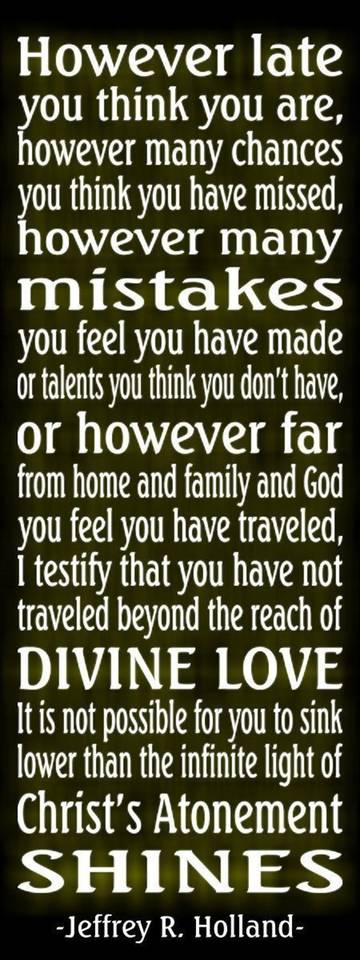 However late
you think you are,
however many chances
you think you have missed,
however many
mistakes
you feel you have made
or talents you think you don't have,
or however far
from home and family and God
you feel you have traveled,
I testify that you have not
traveled beyond the reach of
DIVINE LOVE
It is not possible for you to sink
lower than the infinite light of
Christ's Atonement
SHINES
-Jeffrey R. Holland-